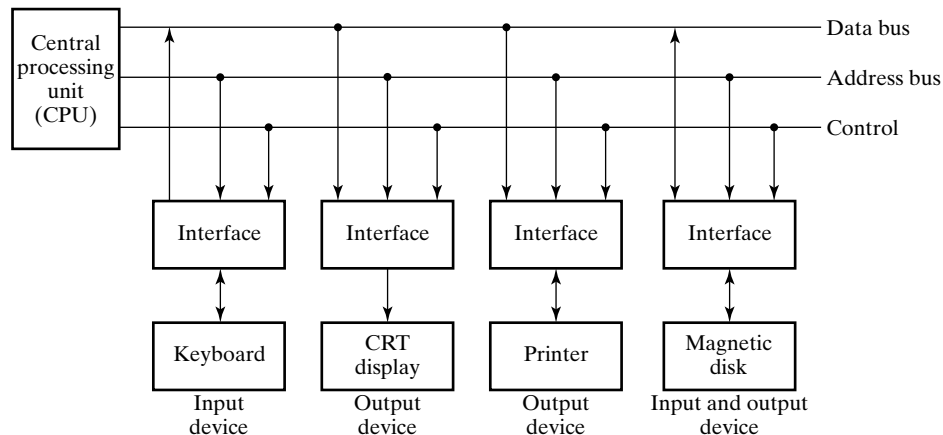 Central
processing
unit
(CPU)
Data bus
Address bus
Control
Interface
Interface
Interface
Interface
Keyboard
CRT
display
Printer
Magnetic
disk
Input
device
Output
device
Output
device
Input and output
device